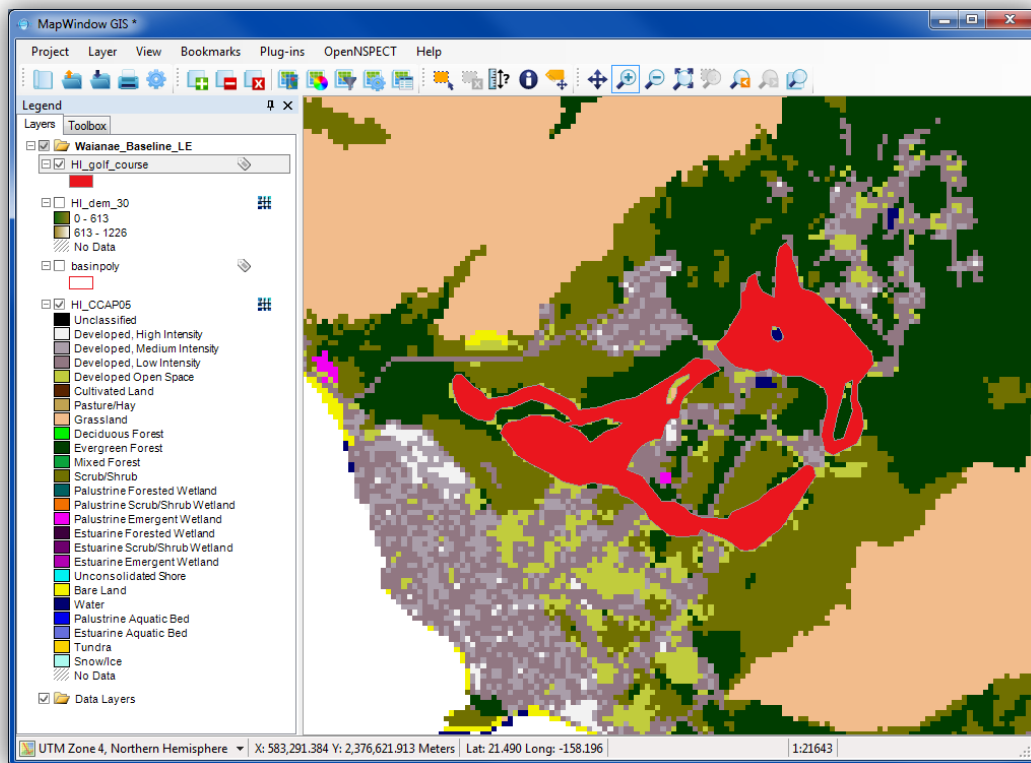 MapWindow GIS *
Project Layer View Bookmarks Plug-ins OpenNSPECT Help
Legend
Layers Toolbox
Waianae_Baseline_LE
HI_golf_course
HI_dem_30
0 - 613
613 - 1226
No Data
basinpoly
HI_CCAP05
Unclassified
Developed, High Intensity
Developed, Medium Intensity
Developed, Low Intensity
Developed Open Space
Cultivated Land
Pasture/Hay
Grassland
Deciduous Forest
Evergreen Forest
Mixed Forest
Scrub/Shrub
Palustrine Forested Wetland
Palustrine Scrub/Shrub Wetland
Palustrine Emergent Wetland
Estuarine Forested Wetland
Estuarine Scrub/Shrub Wetland
Estuarine Emergent Wetland
Unconsolidated Shore
Bare Land
Water
Palustrine Aquatic Bed
Estuarine Aquatic Bed
Tundra
Snow/Ice
No Data
Data Layers
UTM Zone 4, Northern Hemisphere X: 583,291.384 Y: 2,376,621.913 Meters Lat: 21.490 Long: -158.196 1:21643